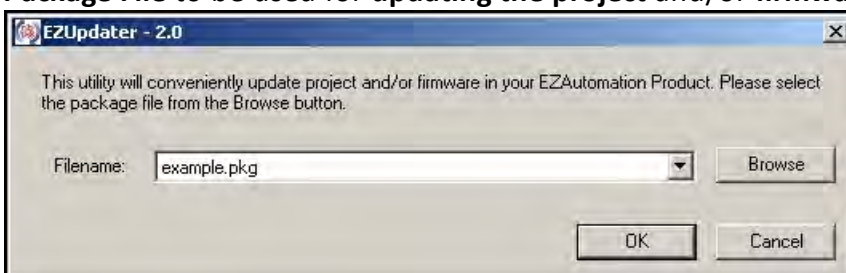 Package File to be used for updating the project and/or firmwa
EZUpdater - 2.0
This utility will conveniently update project and/or firmware in your EZAutomation Product. Please select
the package file from the Browse button.
Filename: example.pkg Browse
OK Cancel